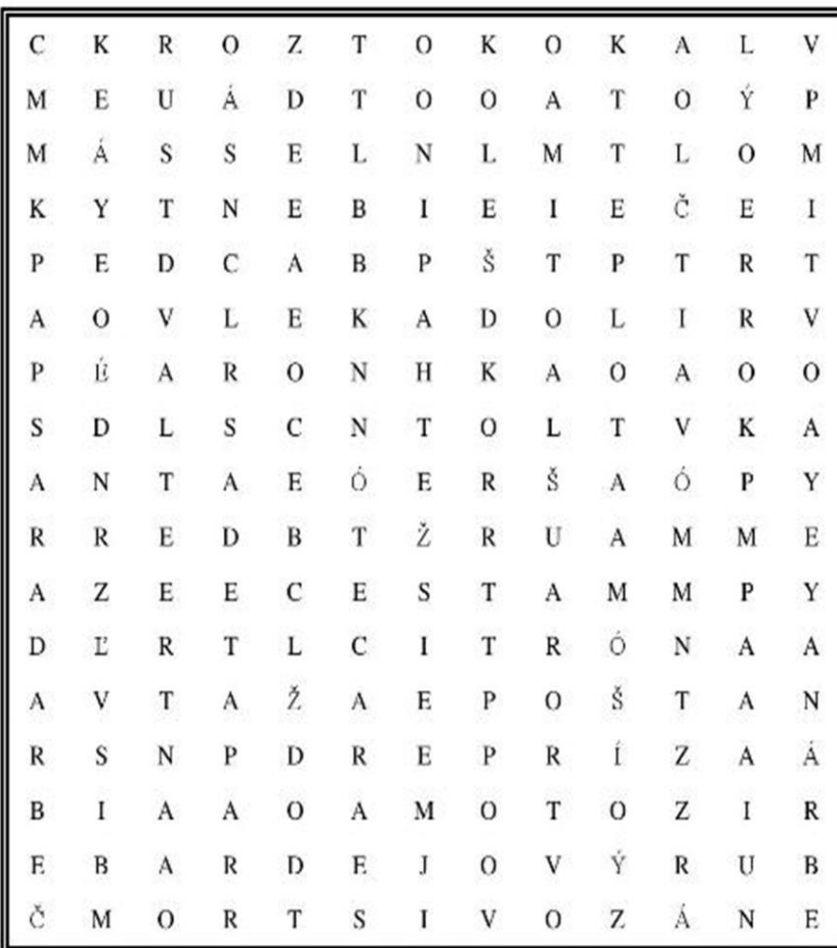 C K R O Z T O K O K A L V
M E U Á D T O O A T O Ý P
M Á S S E L N L M T L O M
K Y T N E B I E I E Č E I
P E D C A B P Š T P T R T
A O V L E K A D O L I R V
P É A R O N H K A O A O O
S D L S C N T O L T V K A
A N T A E Ó E R Š A Ó P Y
R R E D B T Ž R U A M M E
A Z E E C E S T A M M P Y
D Ľ R T L C I T R Ó N A A
A V T A Ž A E P O Š T A N
R S N P D R E P R Í Z A Á
B I A A O A M O T O Z I R
E B A R D E J O V Ý R U B
Č M O R T S I V O Z Á N E